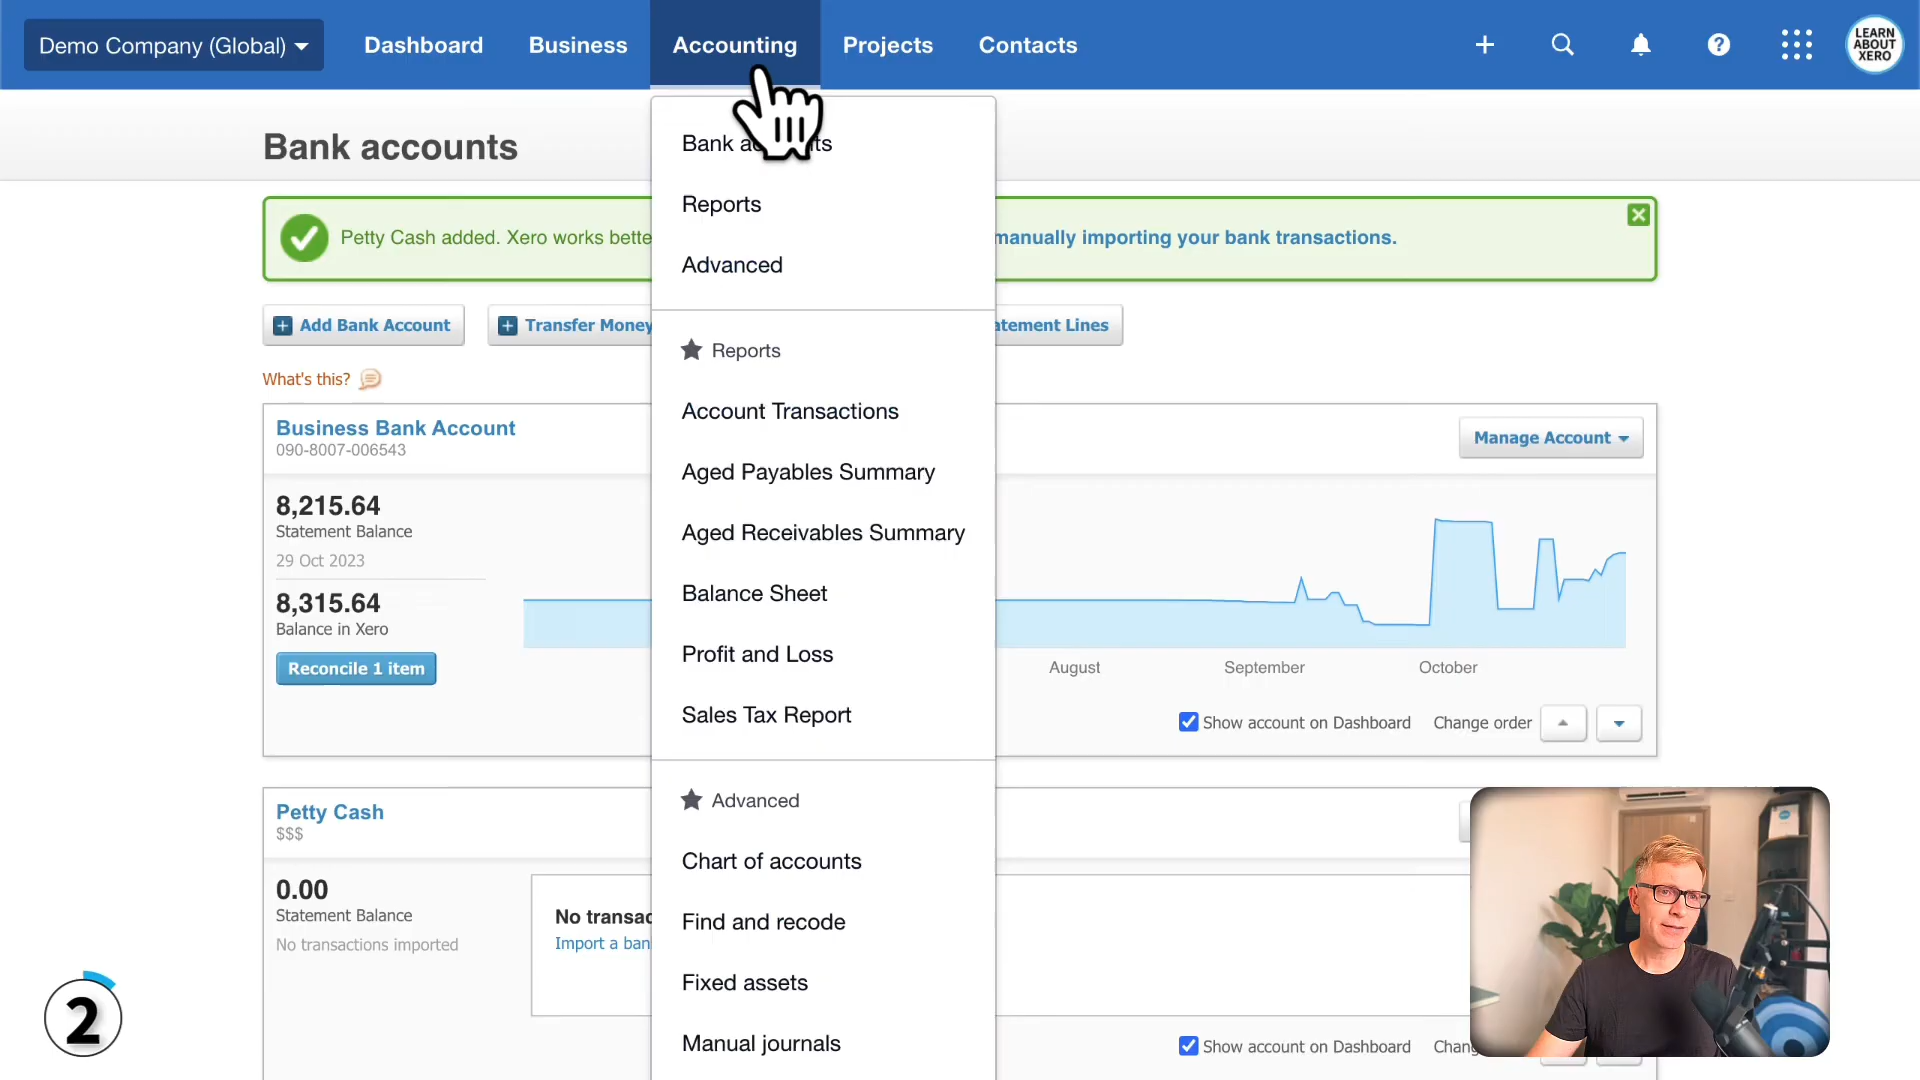 Demo Company (Global)
Dashboard
Business
Accounting
Projects
Contacts
LEARN
ABOUT
XERO
Bank accounts
Petty Cash added. Xero works bette
manually importing your bank transactions.
Add Bank Account
Transfer Money
atement Lines
What's this?
Bank a ts
Reports
Advanced
Reports
Account Transactions
Aged Payables Summary
Aged Receivables Summary
Balance Sheet
Profit and Loss
Sales Tax Report
Advanced
Chart of accounts
Find and recode
Fixed assets
Manual journals
Business Bank Account
090-8007-006543
Manage Account
8,215.64
Statement Balance
29 Oct 2023
8,315.64
Balance in Xero
Reconcile 1 item
August
September
October
Show account on Dashboard
Change order
Petty Cash
$$$
0.00
Statement Balance
No transactions imported
No transac
Import a ban
Show account on Dashboard
Chang
2